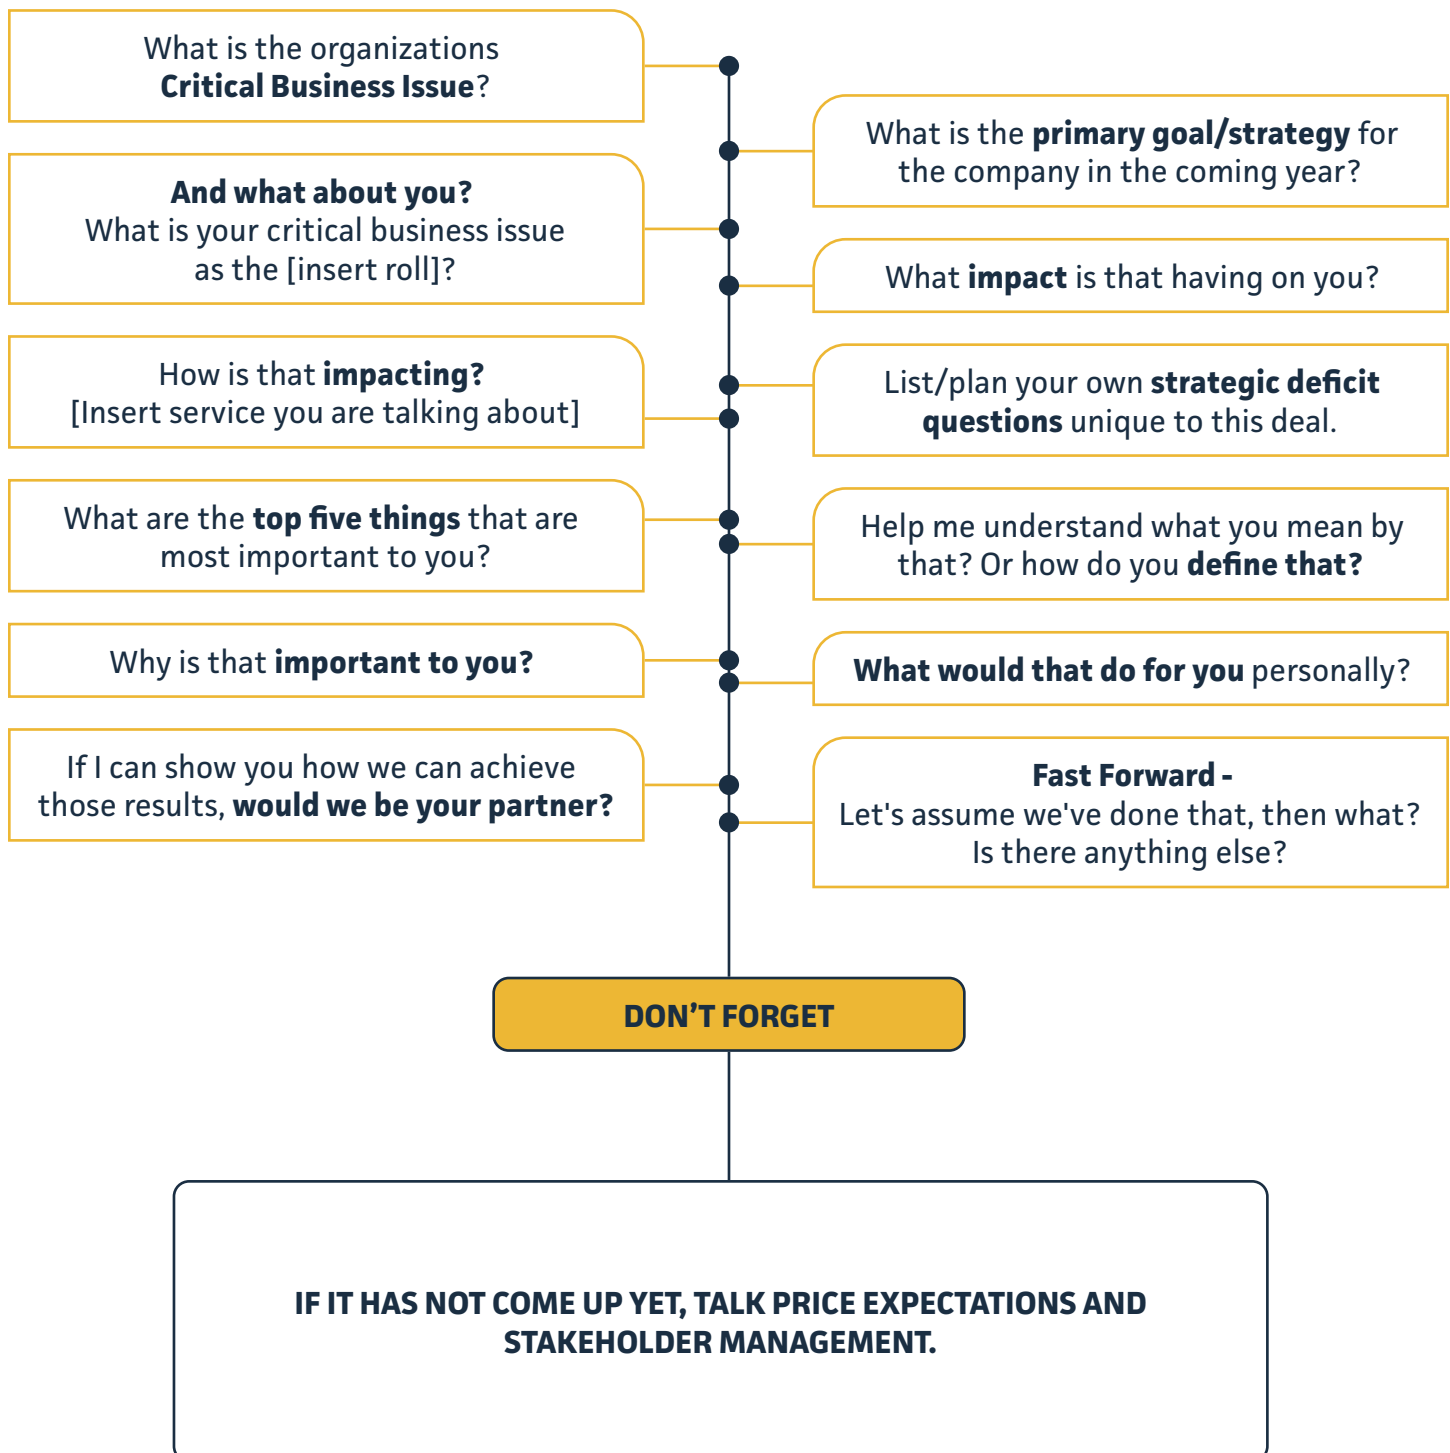 What is the organizations
Critical Business Issue?
What is the primary goal/strategy for
the company in the coming year?
And what about you?
What is your critical business issue
as the [insert roll]?
What impact is that having on you?
How is that impacting?
[Insert service you are talking about]
List/plan your own strategic deficit
questions unique to this deal.
What are the top five things that are
most important to you?
Help me understand what you mean by
that? Or how do you define that?
Why is that important to you?
What would that do for you personally?
If I can show you how we can achieve
those results, would we be your partner?
Fast Forward -
Let's assume we've done that, then what?
Is there anything else?
DON’T FORGET
IF IT HAS NOT COME UP YET, TALK PRICE EXPECTATIONS AND
STAKEHOLDER MANAGEMENT.